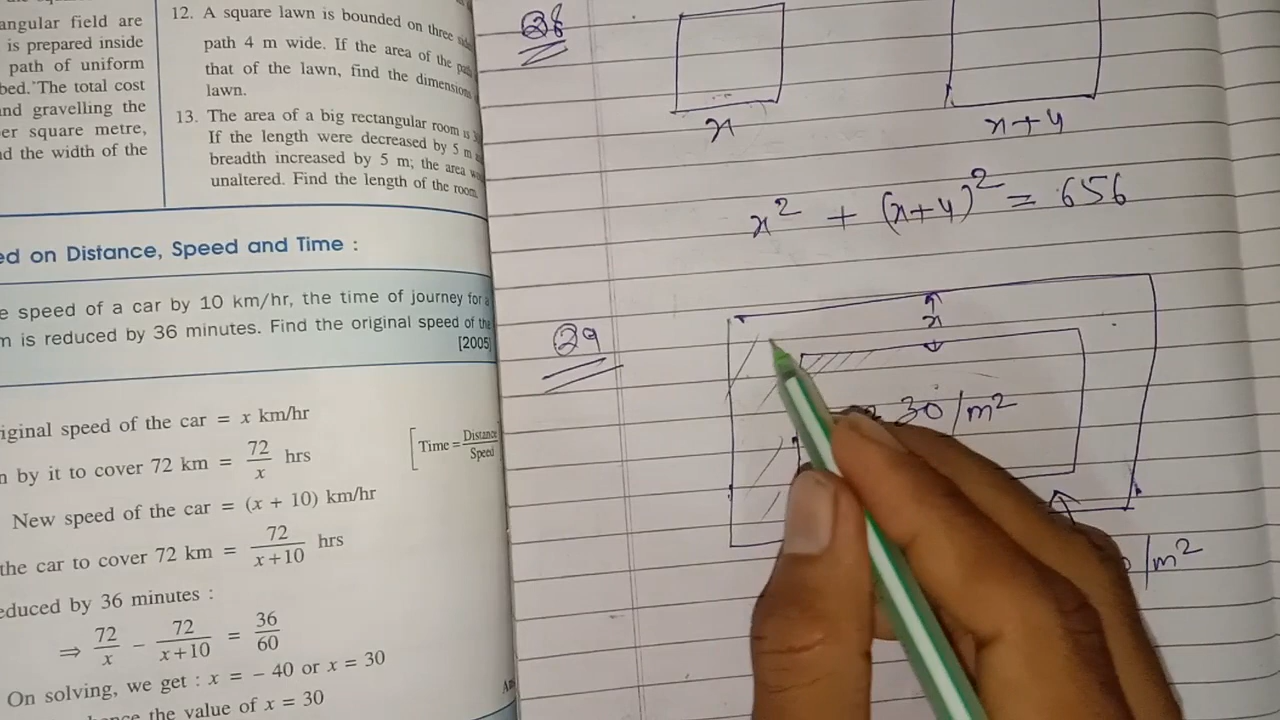 angular field are
is prepared inside
path of uniform
bed. The total cost
nd gravelling the
er square metre,
d the width of the
12. A square lawn is bounded on three
path 4 m wide. If the area of the
that of the lawn, find the dimensions
lawn.
13. The area of a big rectangular room is
If the length were decreased by 5 m
breadth increased by 5 m; the area
unaltered. Find the length of the room
ed on Distance, Speed and Time :
e speed of a car by 10 km/hr, the time of journey for a
m is reduced by 36 minutes. Find the original speed of the
[2005]
iginal speed of the car = x km/hr
n by it to cover 72 km = 72/x hrs
[Time = Distance/Speed
New speed of the car = (x + 10) km/hr
the car to cover 72 km = 72/x+10 hrs
educed by 36 minutes :
⇒ 72/x - 72/x+10 = 36/60
On solving, we get : x = - 40 or x = 30
the value of x = 30
28
x
x+4
x² + (x+4)² = 656
29
x
30/m²
/m²